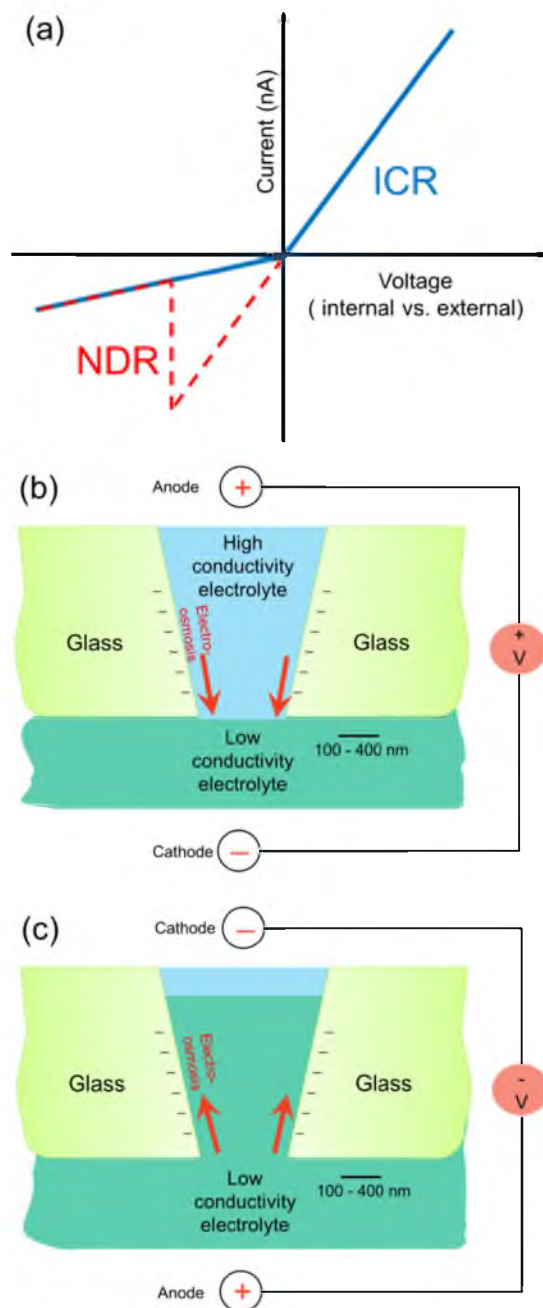 (a)
Current (nA)
ICR
Voltage
( internal vs. external)
NDR
(b)
Anode
+
High
conductivity
electrolyte
Electro-
osmosis
Glass
Glass
+
V
Low
conductivity
electrolyte
100 - 400 nm
Cathode
−
(c)
Cathode
−
Electro-
osmosis
Glass
Glass
-
V
Low
conductivity
electrolyte
100 - 400 nm
Anode
+